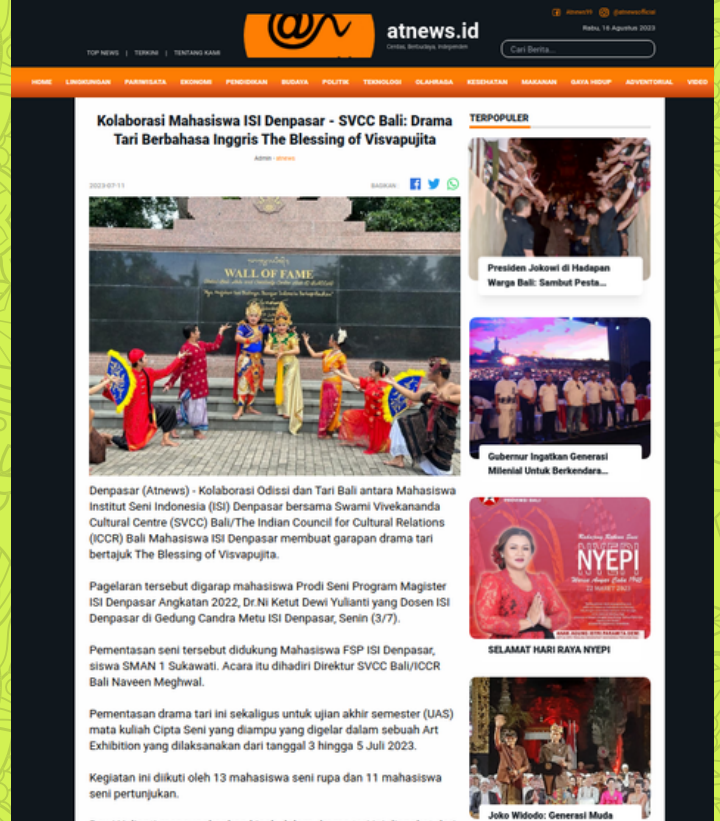 @atnewsofficial
atnews.id
Rabu, 16 Agustus 2023
Cerdas, Berbudaya, Independen
TOP NEWS | TERKINI | TENTANG KAMI
Cari Berita...
HOME LINGKUNGAN PARIWISATA EKONOMI PENDIDIKAN BUDAYA POLITIK TEKNOLOGI OLAHRAGA KESEHATAN MAKANAN GAYA HIDUP ADVENTORIAL VIDEO
Kolaborasi Mahasiswa ISI Denpasar - SVCC Bali: Drama
Tari Berbahasa Inggris The Blessing of Visvapujita
Admin - atnews
2023-07-11
BAGIKAN:
WALL OF FAME
Denpasar (Atnews) - Kolaborasi Odissi dan Tari Bali antara Mahasiswa
Institut Seni Indonesia (ISI) Denpasar bersama Swami Vivekananda
Cultural Centre (SVCC) Bali/The Indian Council for Cultural Relations
(ICCR) Bali Mahasiswa ISI Denpasar membuat garapan drama tari
bertajuk The Blessing of Visvapujita.
Pagelaran tersebut digarap mahasiswa Prodi Seni Program Magister
ISI Denpasar Angkatan 2022, Dr.Ni Ketut Dewi Yulianti yang Dosen ISI
Denpasar di Gedung Candra Metu ISI Denpasar, Senin (3/7).
Pementasan seni tersebut didukung Mahasiswa FSP ISI Denpasar,
siswa SMAN 1 Sukawati. Acara itu dihadiri Direktur SVCC Bali/ICCR
Bali Naveen Meghwal.
Pementasan drama tari ini sekaligus untuk ujian akhir semester (UAS)
mata kuliah Cipta Seni yang diampu yang digelar dalam sebuah Art
Exhibition yang dilaksanakan dari tanggal 3 hingga 5 Juli 2023.
Kegiatan ini diikuti oleh 13 mahasiswa seni rupa dan 11 mahasiswa
seni pertunjukan.
TERPOPULER
Presiden Jokowi di Hadapan
Warga Bali: Sambut Pesta...
Gubernur Ingatkan Generasi
Milenial Untuk Berkendara...
NYEPI
SELAMAT HARI RAYA NYEPI
Joko Widodo: Generasi Muda